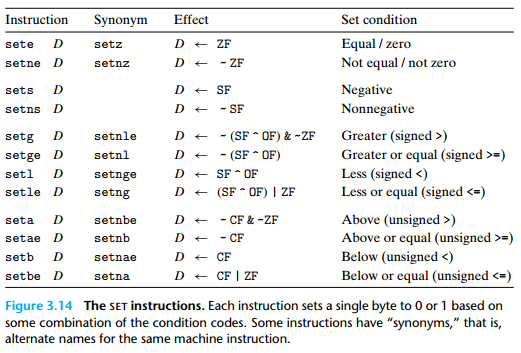 Instruction Synonym Effect Set condition
sete D setz D ← ZF Equal / zero
setne D setnz D ← ~ ZF Not equal / not zero
sets D D ← SF Negative
setns D D ← ~ SF Nonnegative
setg D setnle D ← ~ (SF ^ OF) & ~ZF Greater (signed >)
setge D setnl D ← ~ (SF ^ OF) Greater or equal (signed >=)
setl D setnge D ← SF ^ OF Less (signed <)
setle D setng D ← (SF ^ OF) | ZF Less or equal (signed <=)
seta D setnbe D ← ~ CF & ~ZF Above (unsigned >)
setae D setnb D ← ~ CF Above or equal (unsigned >=)
setb D setnae D ← CF Below (unsigned <)
setbe D setna D ← CF | ZF Below or equal (unsigned <=)
Figure 3.14 The SET instructions. Each instruction sets a single byte to 0 or 1 based on
some combination of the condition codes. Some instructions have “synonyms,” that is,
alternate names for the same machine instruction.